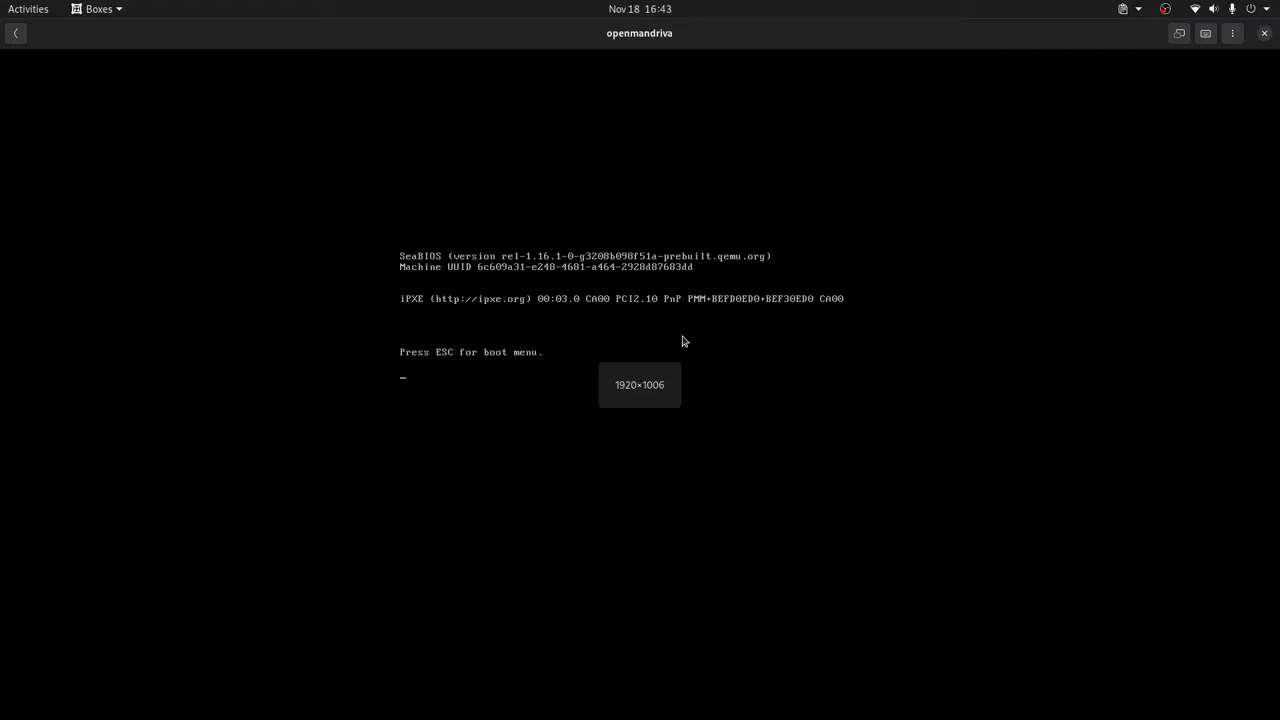 Activities
Boxes
Nov 18 16:43
openmandriva
SeaBIOS (version rel-1.16.1-0-g3208b098f51a-prebuilt.qemu.org)
Machine UUID 6c609a31-e248-4681-a464-2928d87683dd
iPXE (http://ipxe.org) 00:03.0 CA00 PCI2.10 PnP PMM+BEFD0ED0+BEF30ED0 CA00
Press ESC for boot menu.
1920×1006